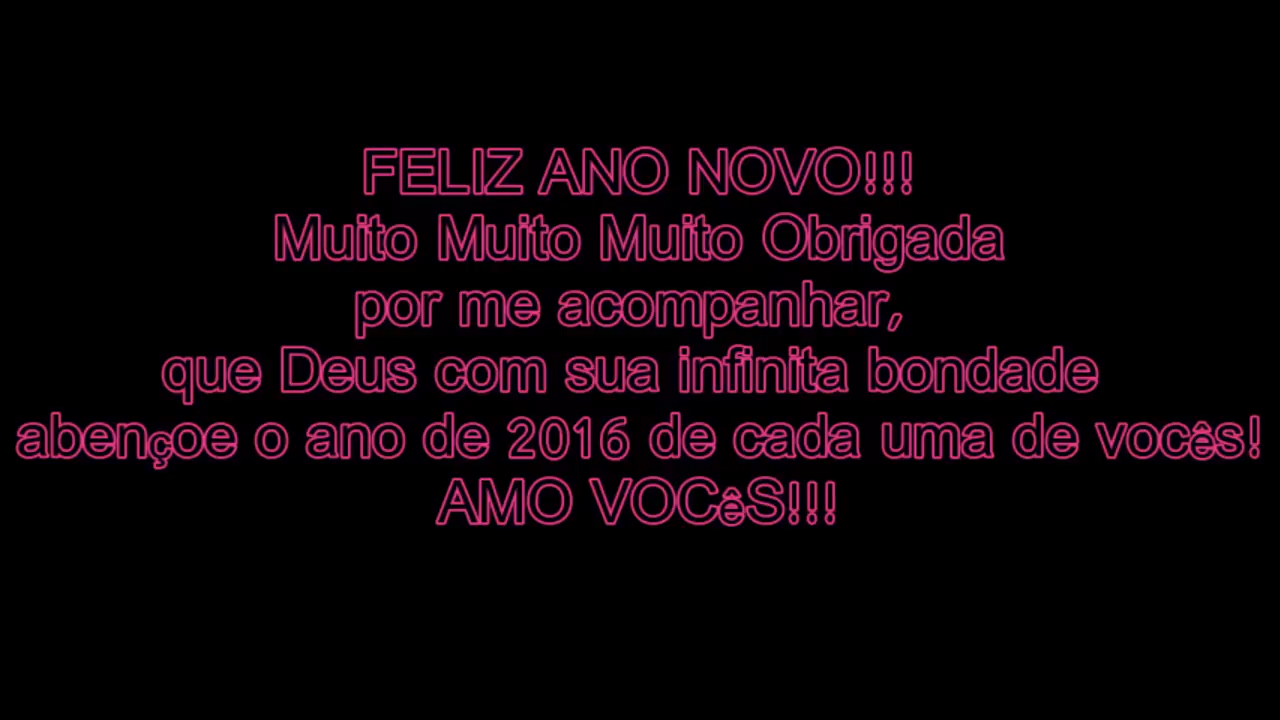 FELIZ ANO NOVO!!!
Muito Muito Muito Obrigada
por me acompanhar,
que Deus com sua infinita bondade
abençoe o ano de 2016 de cada uma de vocês!
AMO VOCêS!!!